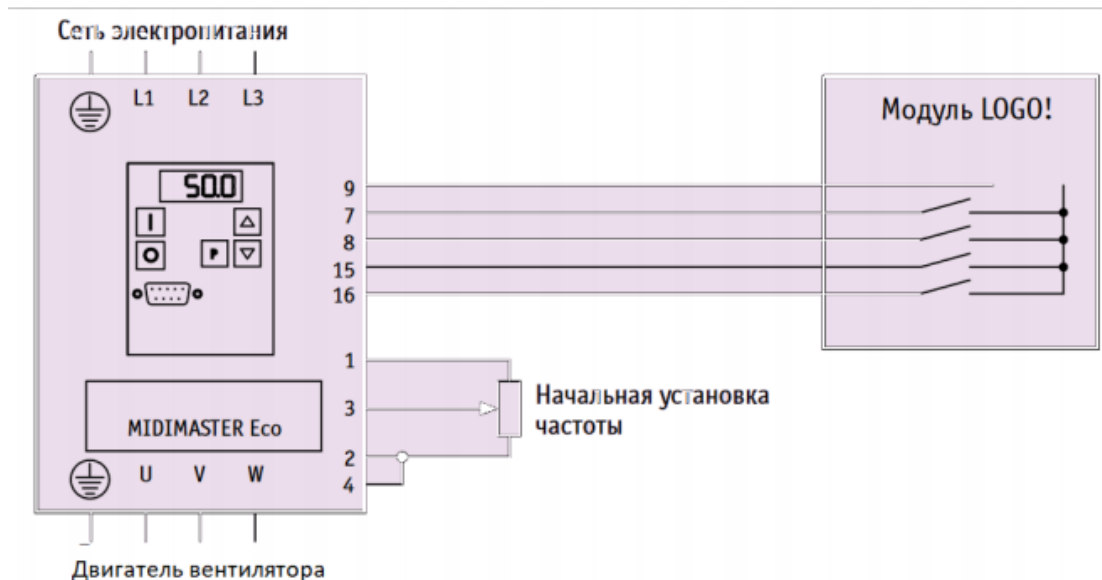 Сеть электропитания
L1 L2 L3
Модуль LOGO!
50.0
I
O P
9
7
8
15
16
1
3
2
4
Начальная установка
частоты
MIDIMASTER Eco
U V W
Двигатель вентилятора